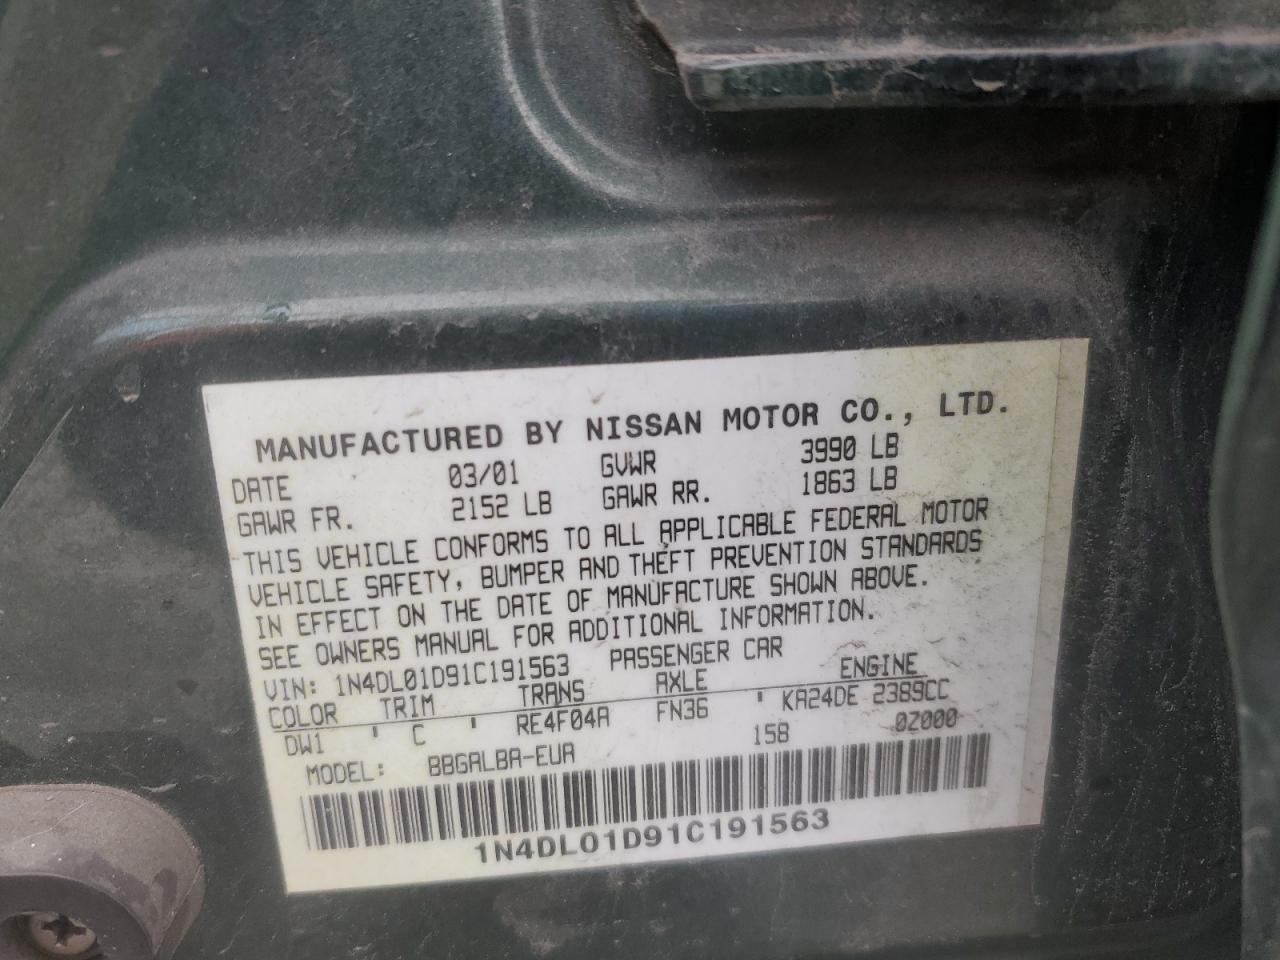 MANUFACTURED BY NISSAN MOTOR CO., LTD.
DATE 03/01 GVWR 3990 LB
GAWR FR. 2152 LB GAWR RR. 1863 LB
THIS VEHICLE CONFORMS TO ALL APPLICABLE FEDERAL MOTOR
VEHICLE SAFETY, BUMPER AND THEFT PREVENTION STANDARDS
IN EFFECT ON THE DATE OF MANUFACTURE SHOWN ABOVE.
SEE OWNERS MANUAL FOR ADDITIONAL INFORMATION.
VIN: 1N4DL01D91C191563 PASSENGER CAR
COLOR TRIM TRANS AXLE ENGINE
DW1 ' C ' RE4F04A FN36 ' KA24DE 2389CC
MODEL: BBGALBA-EUA 158 0Z000
1N4DL01D91C191563